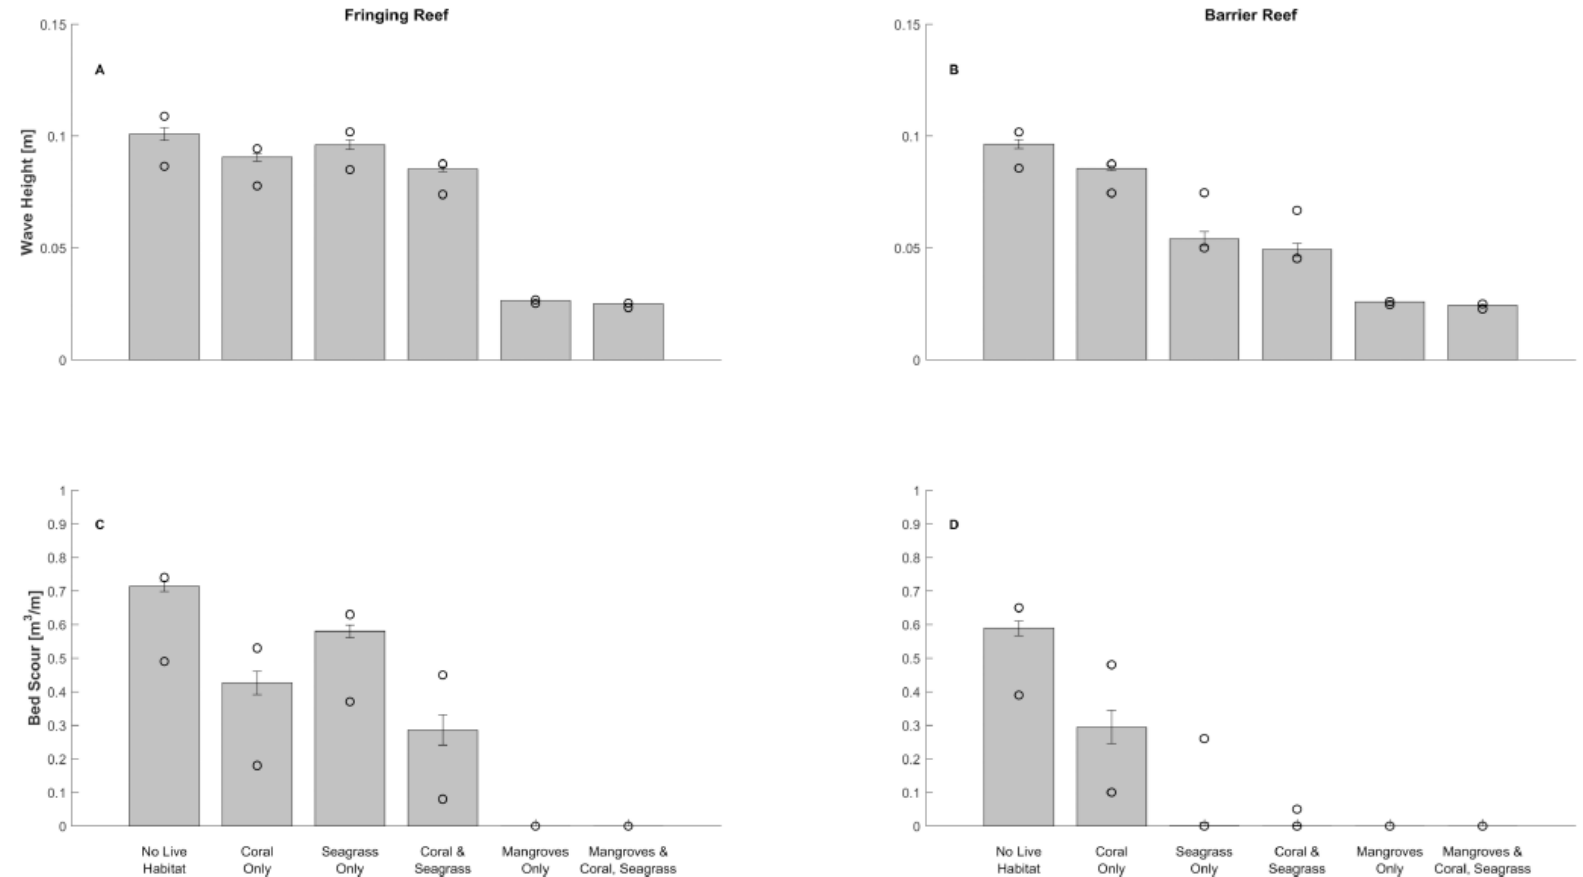 Fringing Reef
Barrier Reef
0.15
0.1
0.05
0
Wave Height [m]
A
0.15
0.1
0.05
0
B
1
0.9
0.8
0.7
0.6
0.5
0.4
0.3
0.2
0.1
0
Bed Scour [m³/m]
C
No Live
Habitat
Coral
Only
Seagrass
Only
Coral &
Seagrass
Mangroves
Only
Mangroves &
Coral, Seagrass
1
0.9
0.8
0.7
0.6
0.5
0.4
0.3
0.2
0.1
0
D
No Live
Habitat
Coral
Only
Seagrass
Only
Coral &
Seagrass
Mangroves
Only
Mangroves &
Coral, Seagrass